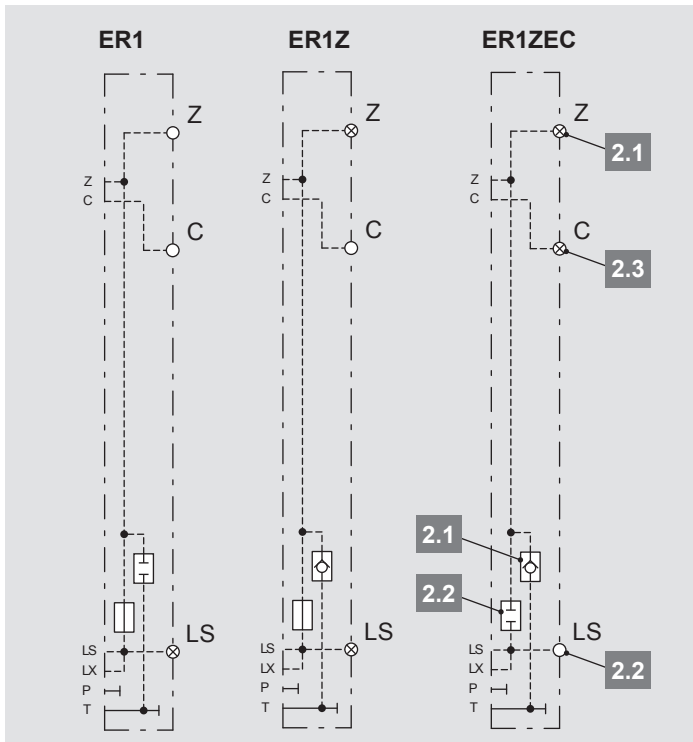 ER1 ER1Z ER1ZEC
Z Z Z
2.1
Z Z Z
C C C
C C C
2.3
2.1
2.2
LS LS LS
LS LS LS
LX LX LX
2.2
P P P
T T T